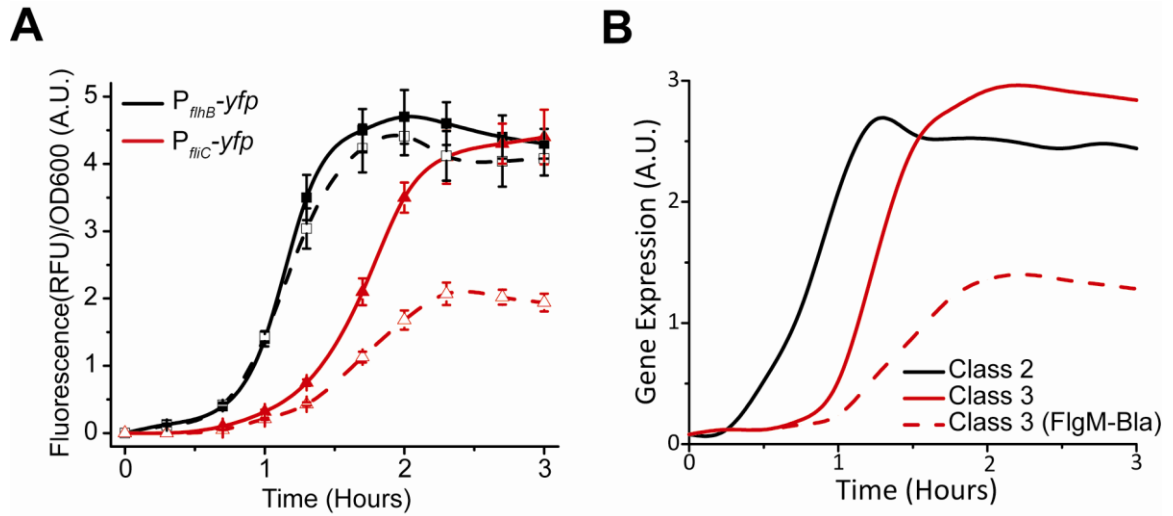 A
Fluorescence(RFU)/OD600 (A.U.)
5
4
3
2
1
0
PflhB-yfp
PfliC-yfp
0 1 2 3
Time (Hours)
B
Gene Expression (A.U.)
3
2
1
0
Class 2
Class 3
Class 3 (FlgM-Bla)
0 1 2 3
Time (Hours)